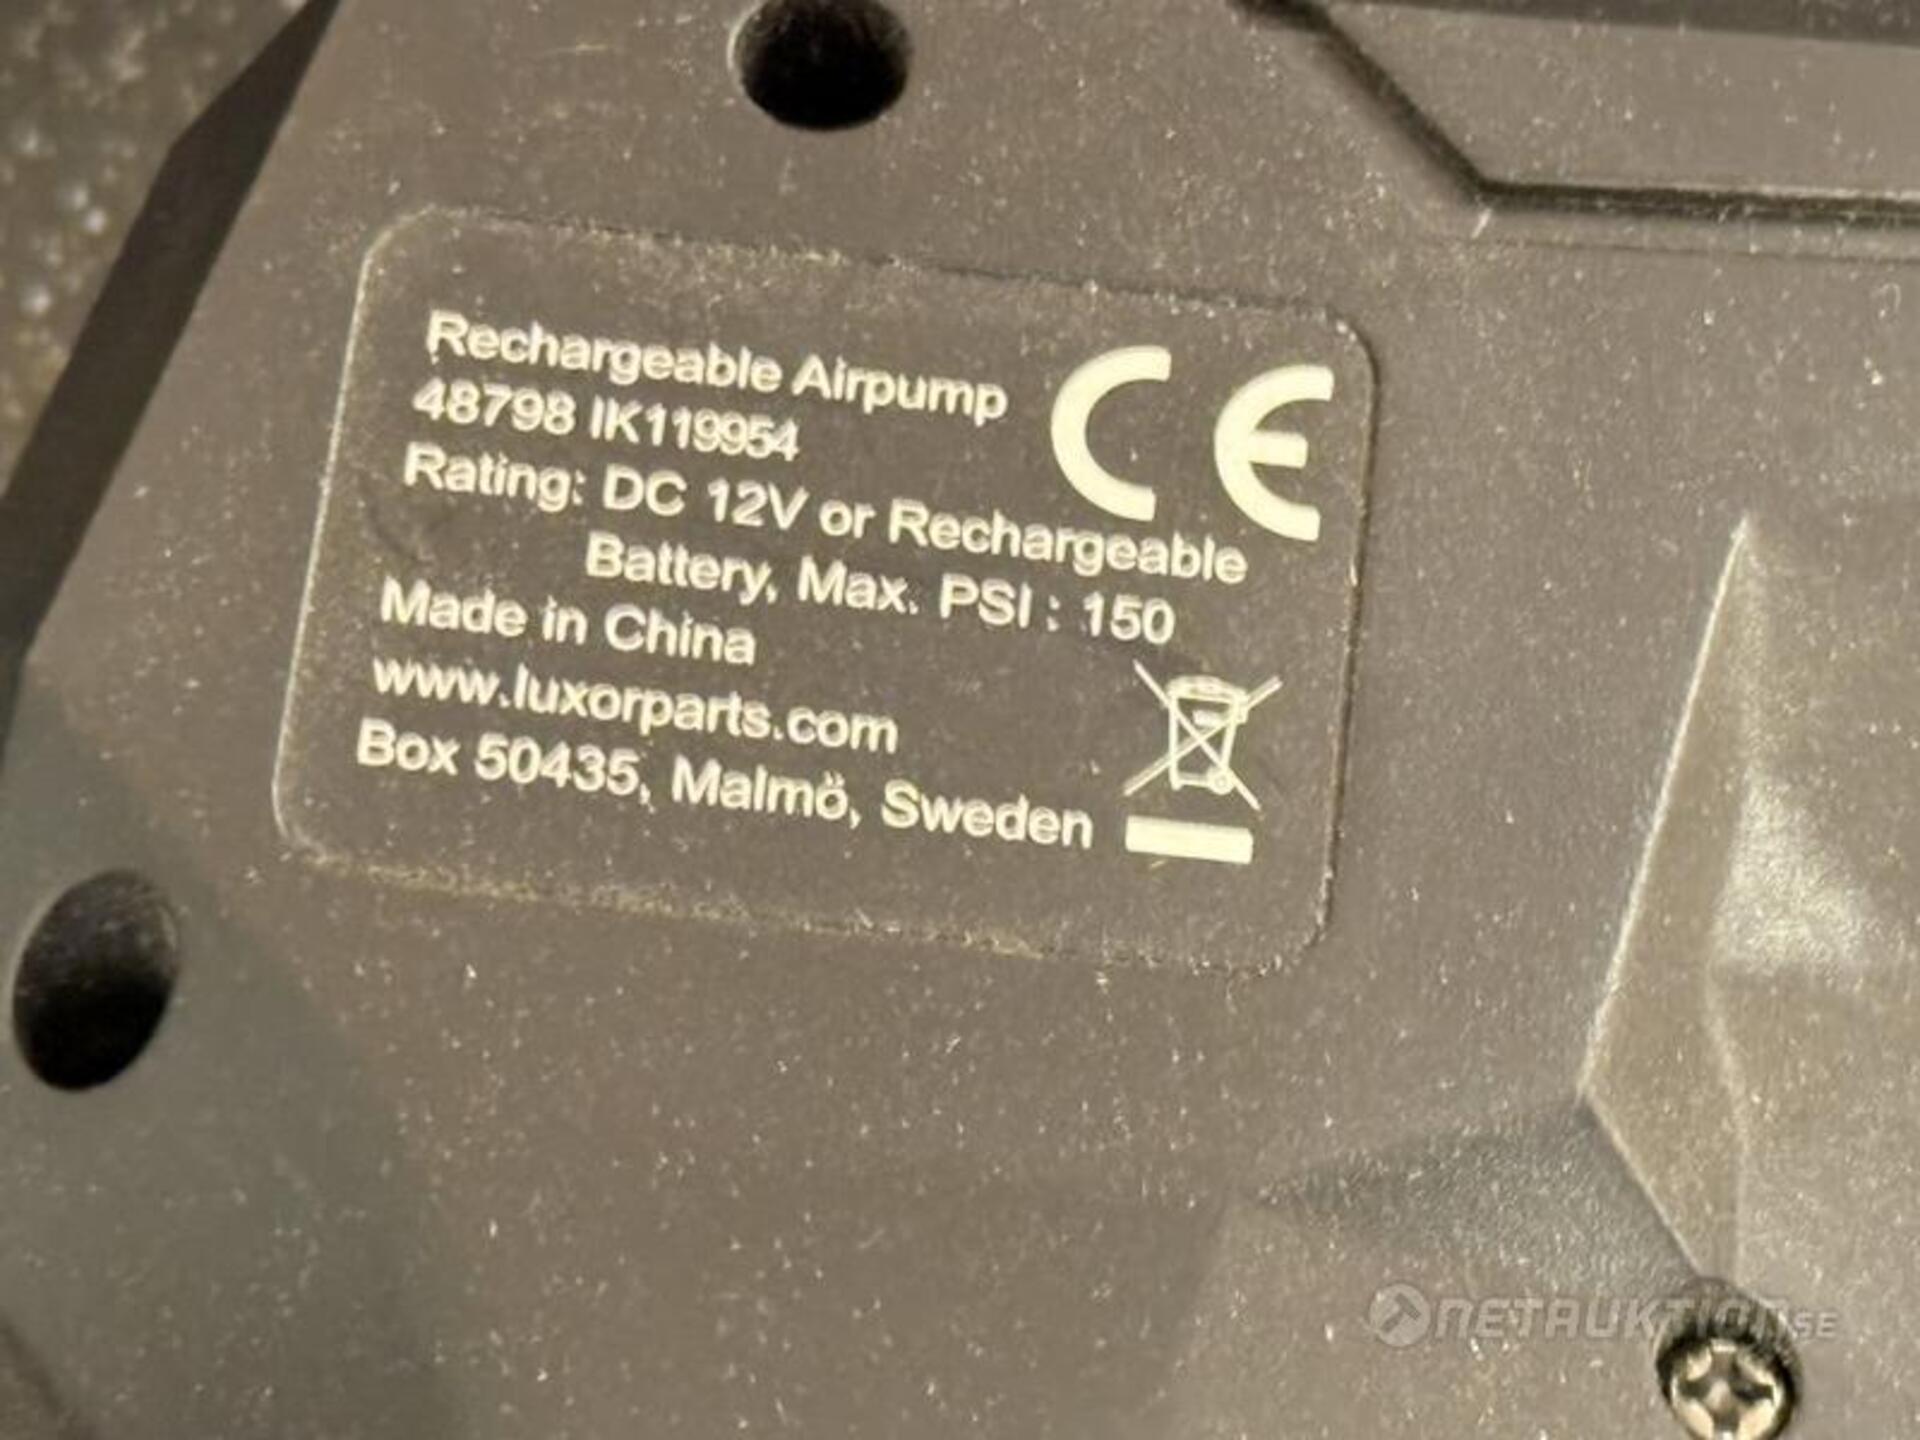 Rechargeable Airpump
48798 IK119954
Rating: DC 12V or Rechargeable
Battery, Max. PSI : 150
Made in China
www.luxorparts.com
Box 50435, Malmö, Sweden
CE
NETAUKTION.SE